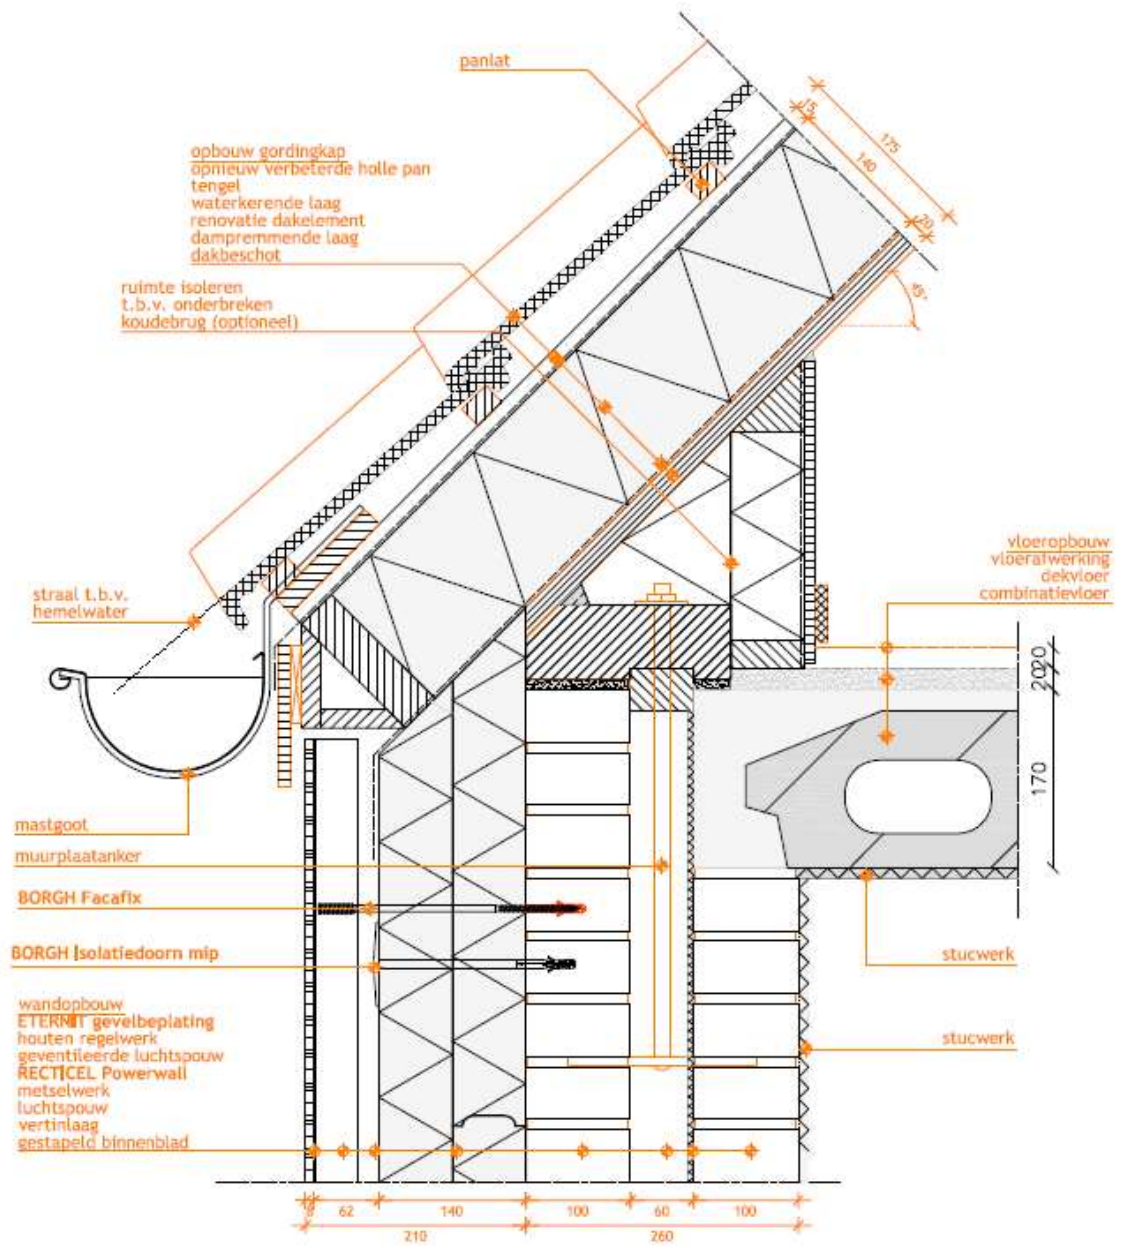 panlat
15
175
140
20
45°
opbouw gordingkap
opnieuw verbeterde holle pan
tengel
waterkerende laag
renovatie dakelement
dampremmende laag
dakbeschot
ruimte isoleren
t.b.v. onderbreken
koudebrug (optioneel)
straal t.b.v.
hemelwater
vloeropbouw
vloerafwerking
dekvloer
combinatievloer
20
20
170
mastgoot
muurplaatanker
BORGH Facafix
BORGH Isolatiedoorn mip
stucwerk
stucwerk
wandopbouw
ETERNIT gevelbeplating
houten regelwerk
geventileerde luchtspouw
RECTICEL Powerwall
metselwerk
luchtspouw
vertinlaag
gestapeld binnenblad
62
140
100
60
100
210
260